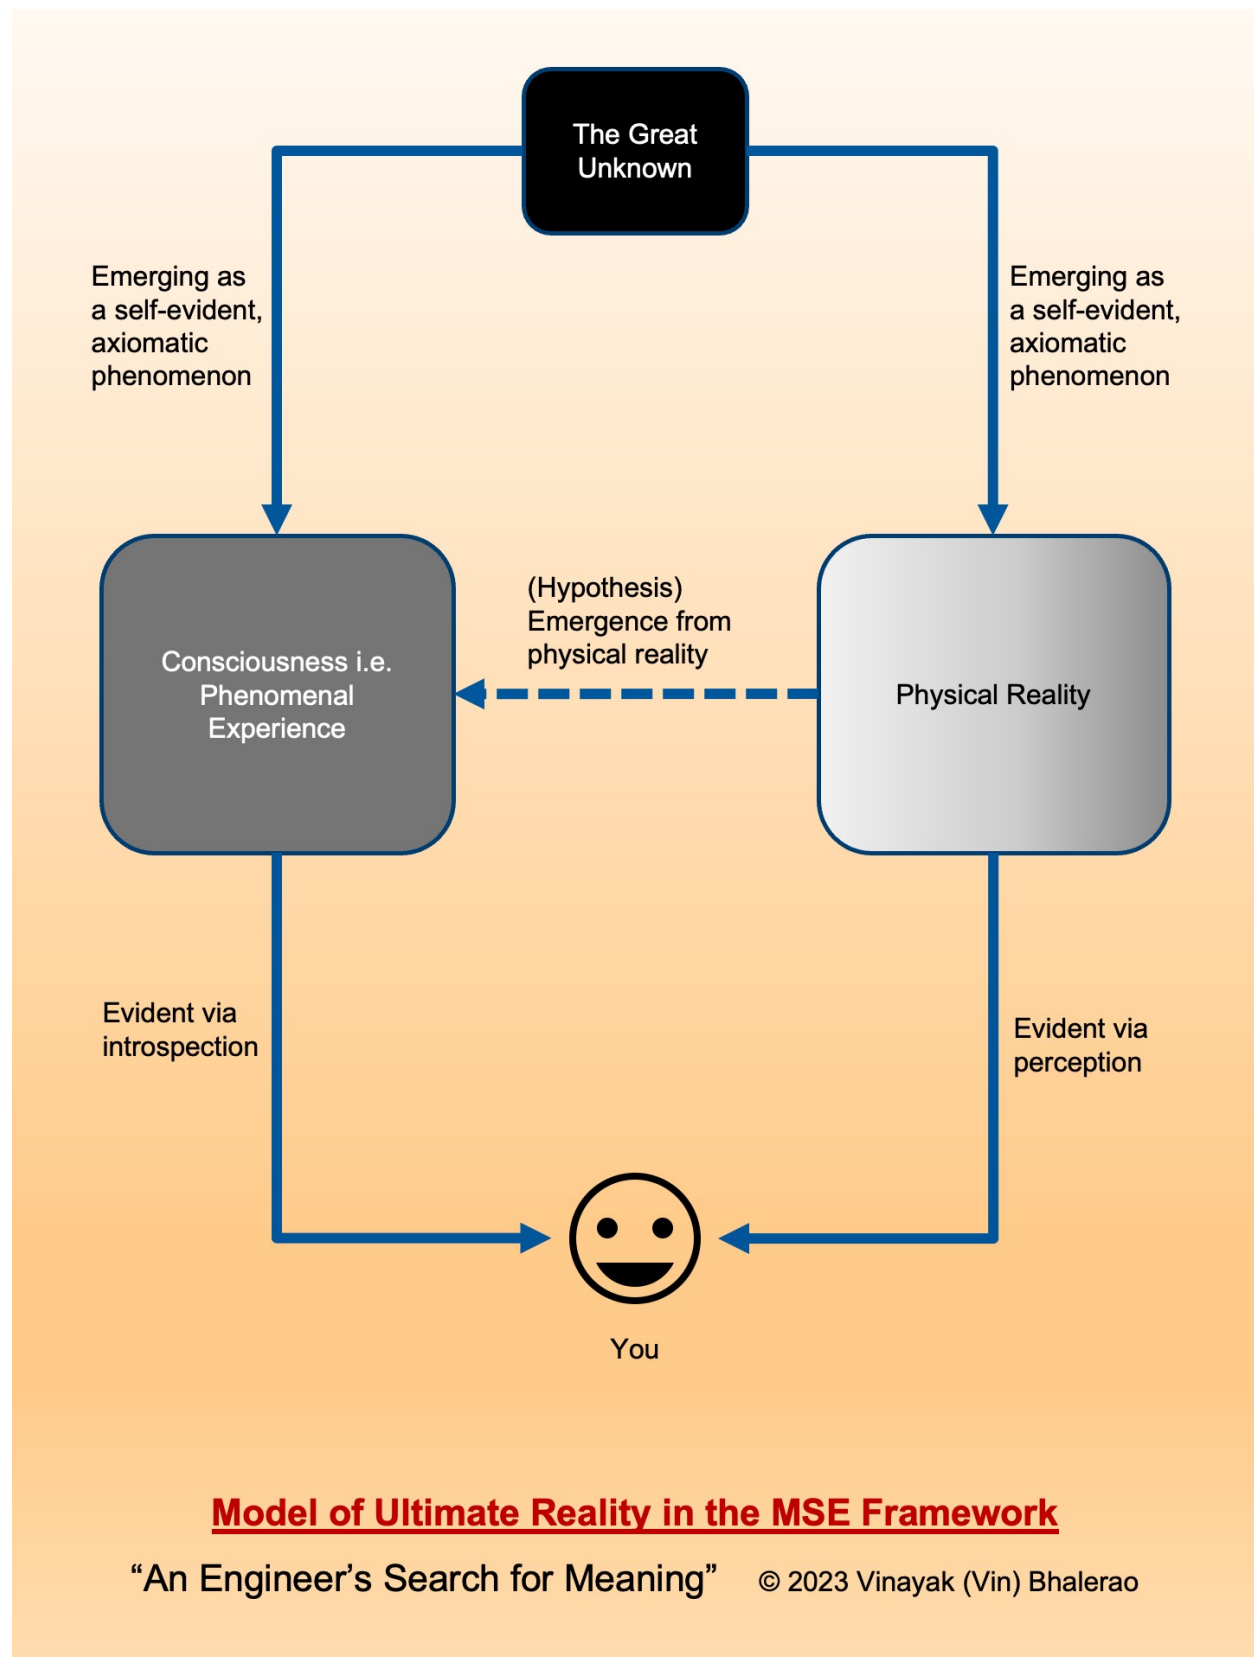 The Great
Unknown
Emerging as
a self-evident,
axiomatic
phenomenon
Emerging as
a self-evident,
axiomatic
phenomenon
Consciousness i.e.
Phenomenal
Experience
(Hypothesis)
Emergence from
physical reality
Physical Reality
Evident via
introspection
Evident via
perception
You
Model of Ultimate Reality in the MSE Framework
“An Engineer’s Search for Meaning” © 2023 Vinayak (Vin) Bhalerao